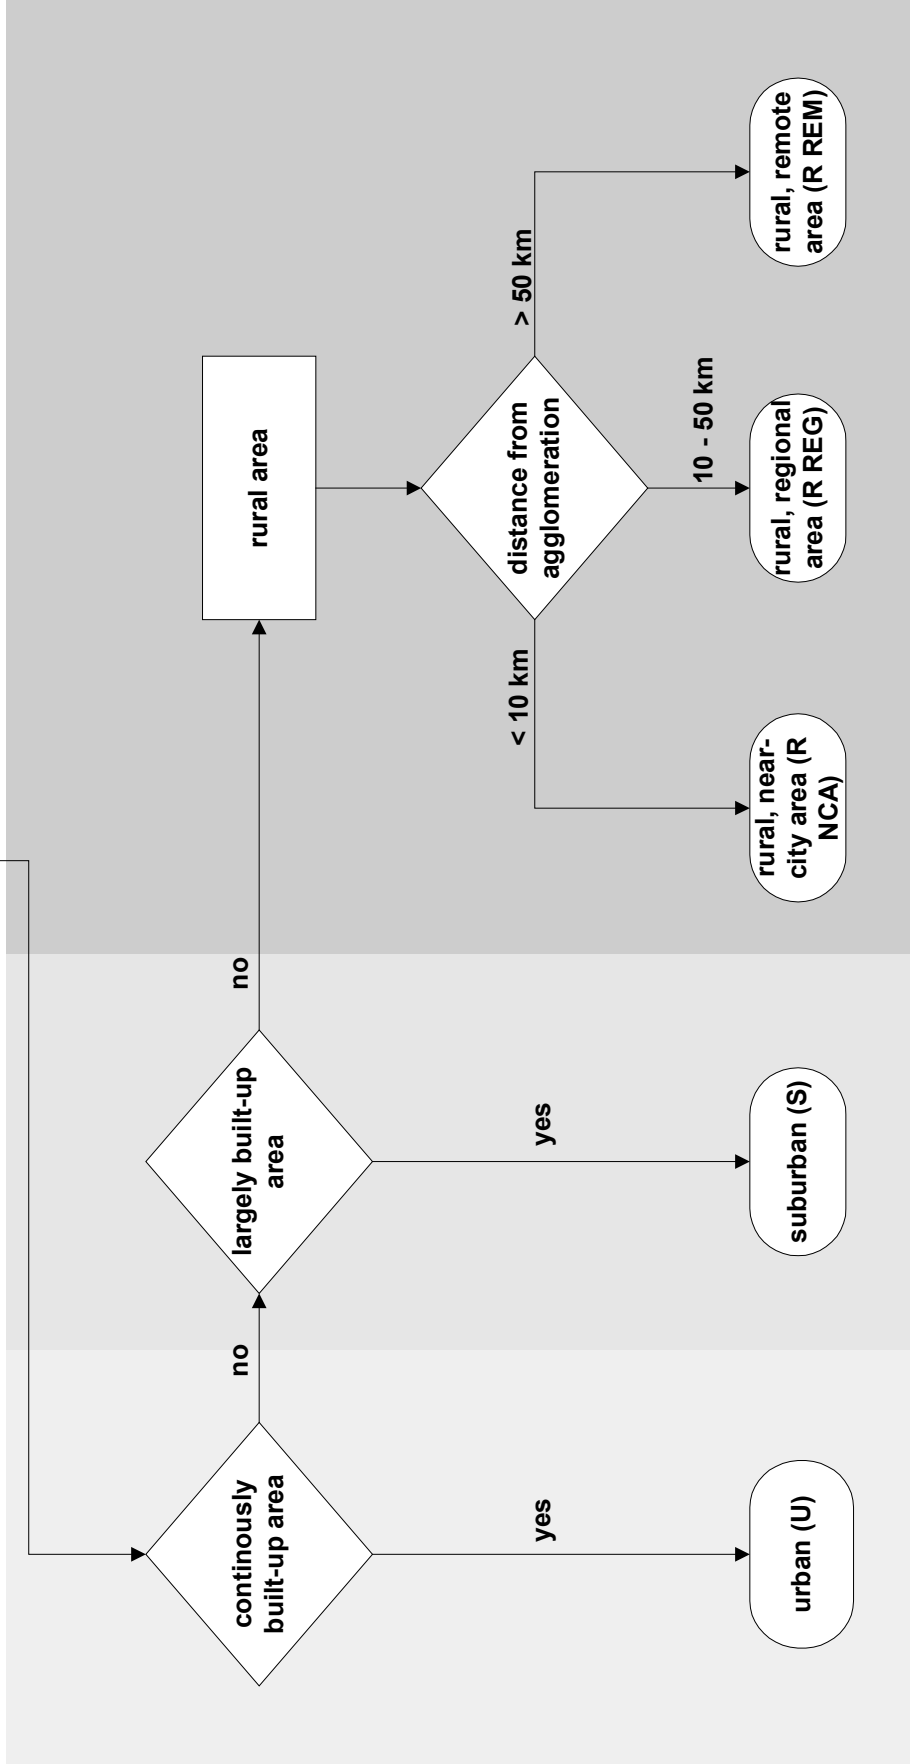 continously
built-up area
no
largely built-up
area
no
rural area
yes
yes
distance from
agglomeration
< 10 km
> 50 km
10 - 50 km
urban (U)
suburban (S)
rural, near-
city area (R
NCA)
rural, regional
area (R REG)
rural, remote
area (R REM)